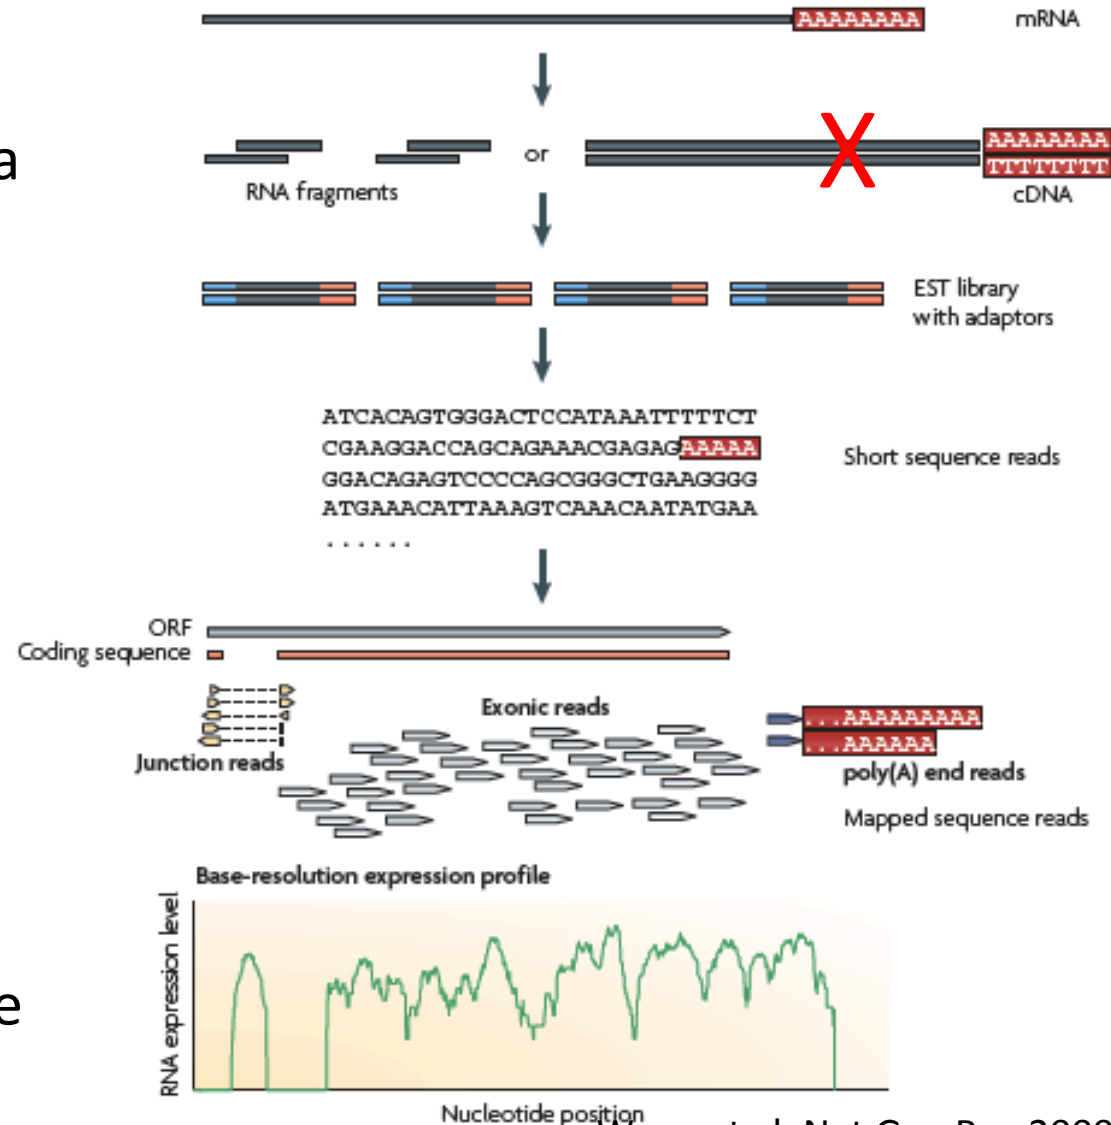 AAAAAAAA mRNA
a
X
or
AAAAAAAA
TTTTTTTT
RNA fragments
cDNA
EST library
with adaptors
ATCACAGTGGGACTCCATAAATTTTTCT
CGAAGGACCAGCAGAAACGAGAGAAAAA
Short sequence reads
GGACAGAGTCCCCAGCGGGCTGAAGGGG
ATGAAACATTAAAGTCAAACAATATGAA
. . . . . .
ORF
Coding sequence
Exonic reads
...AAAAAAAAA
...AAAAAA
Junction reads
poly(A) end reads
Mapped sequence reads
Base-resolution expression profile
RNA expression level
e
Nucleotide position